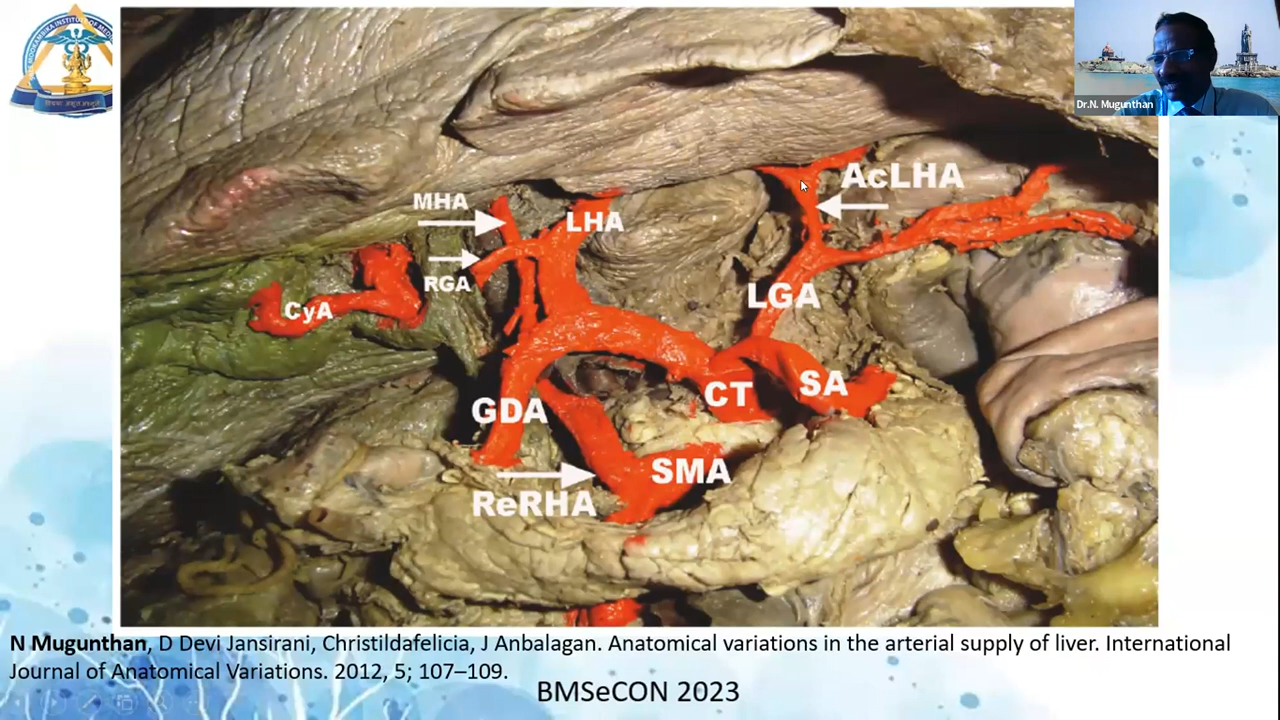 Dr.N. Mugunthan
AcLHA
MHA
LHA
RGA
LGA
CyA
CT
SA
GDA
SMA
ReRHA
N Mugunthan, D Devi Jansirani, Christildafelicia, J Anbalagan. Anatomical variations in the arterial supply of liver. International
Journal of Anatomical Variations. 2012, 5; 107–109.
BMSeCON 2023